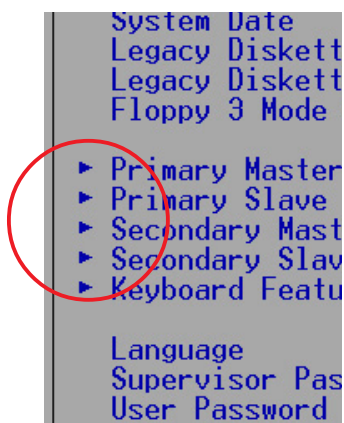 System Date
Legacy Diskett
Legacy Diskett
Floppy 3 Mode
Primary Master
Primary Slave
Secondary Mast
Secondary Slav
Keyboard Featu
Language
Supervisor Pas
User Password